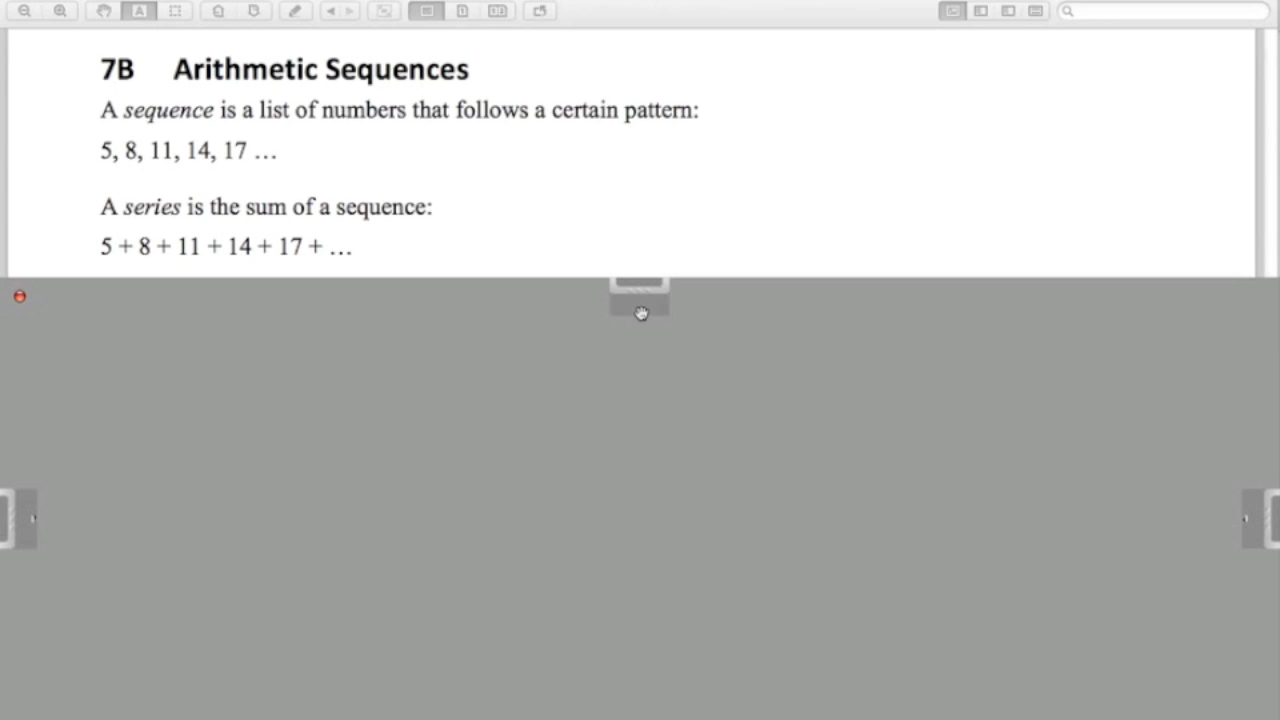 7B Arithmetic Sequences
A sequence is a list of numbers that follows a certain pattern:
5, 8, 11, 14, 17 …
A series is the sum of a sequence:
5 + 8 + 11 + 14 + 17 + …